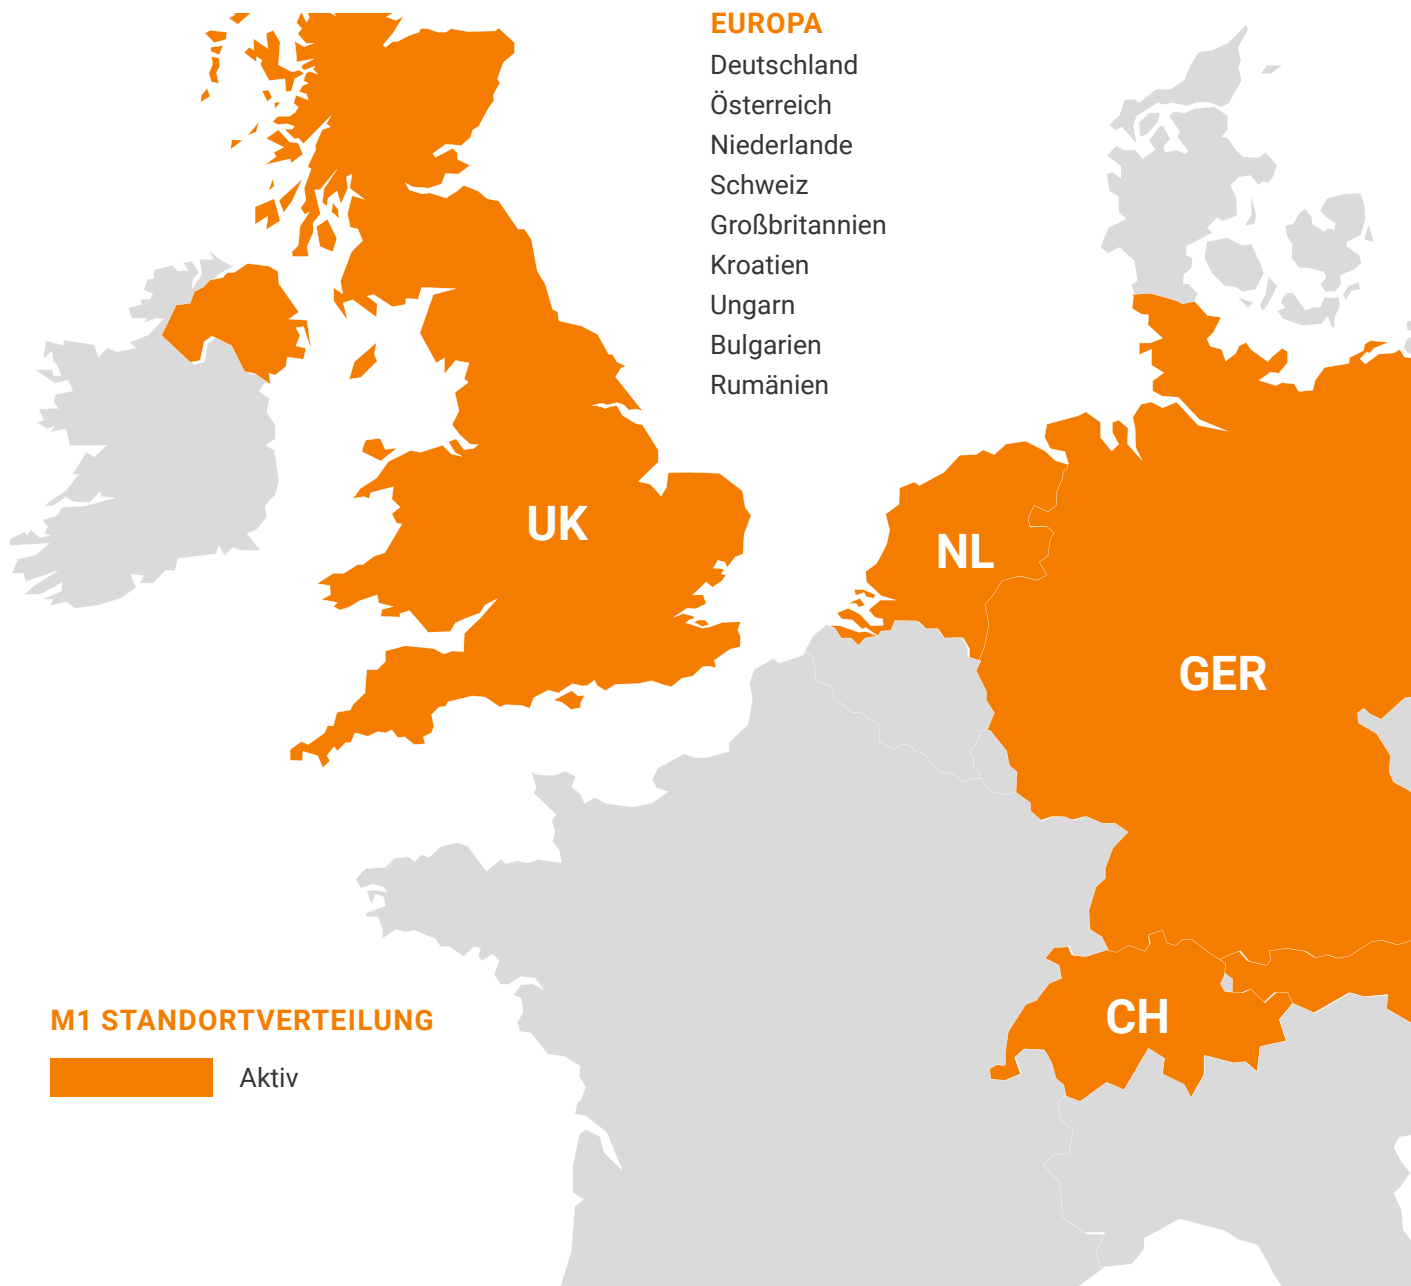 EUROPA
Deutschland
Österreich
Niederlande
Schweiz
Großbritannien
Kroatien
Ungarn
Bulgarien
Rumänien
UK
NL
GER
CH
M1 STANDORTVERTEILUNG
Aktiv